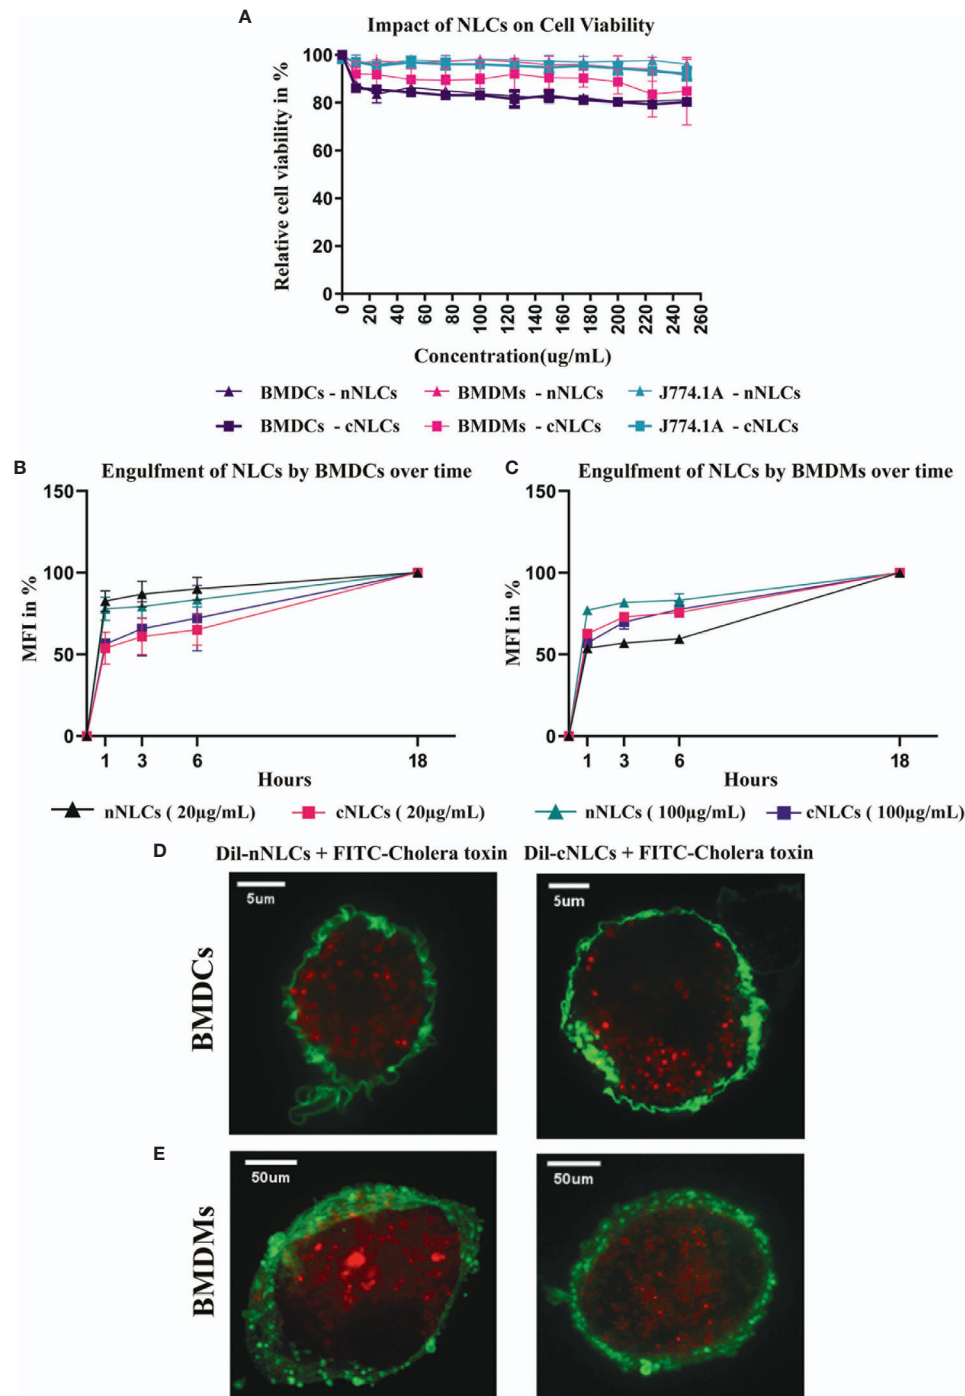 A
Impact of NLCs on Cell Viability
Relative cell viability in %
100
80
60
40
20
0
0 20 40 60 80 100 120 140 160 180 200 220 240 260
Concentration(ug/mL)
BMDCs - nNLCs BMDMs - nNLCs J774.1A - nNLCs
BMDCs - cNLCs BMDMs - cNLCs J774.1A - cNLCs
B
Engulfment of NLCs by BMDCs over time
MFI in %
150
100
50
0
1 3 6 18
Hours
C
Engulfment of NLCs by BMDMs over time
MFI in %
150
100
50
0
1 3 6 18
Hours
nNLCs ( 20µg/mL) cNLCs ( 20µg/mL) nNLCs ( 100µg/mL) cNLCs ( 100µg/mL)
D
Dil-nNLCs + FITC-Cholera toxin Dil-cNLCs + FITC-Cholera toxin
BMDCs
5um
5um
E
BMDMs
50um
50um